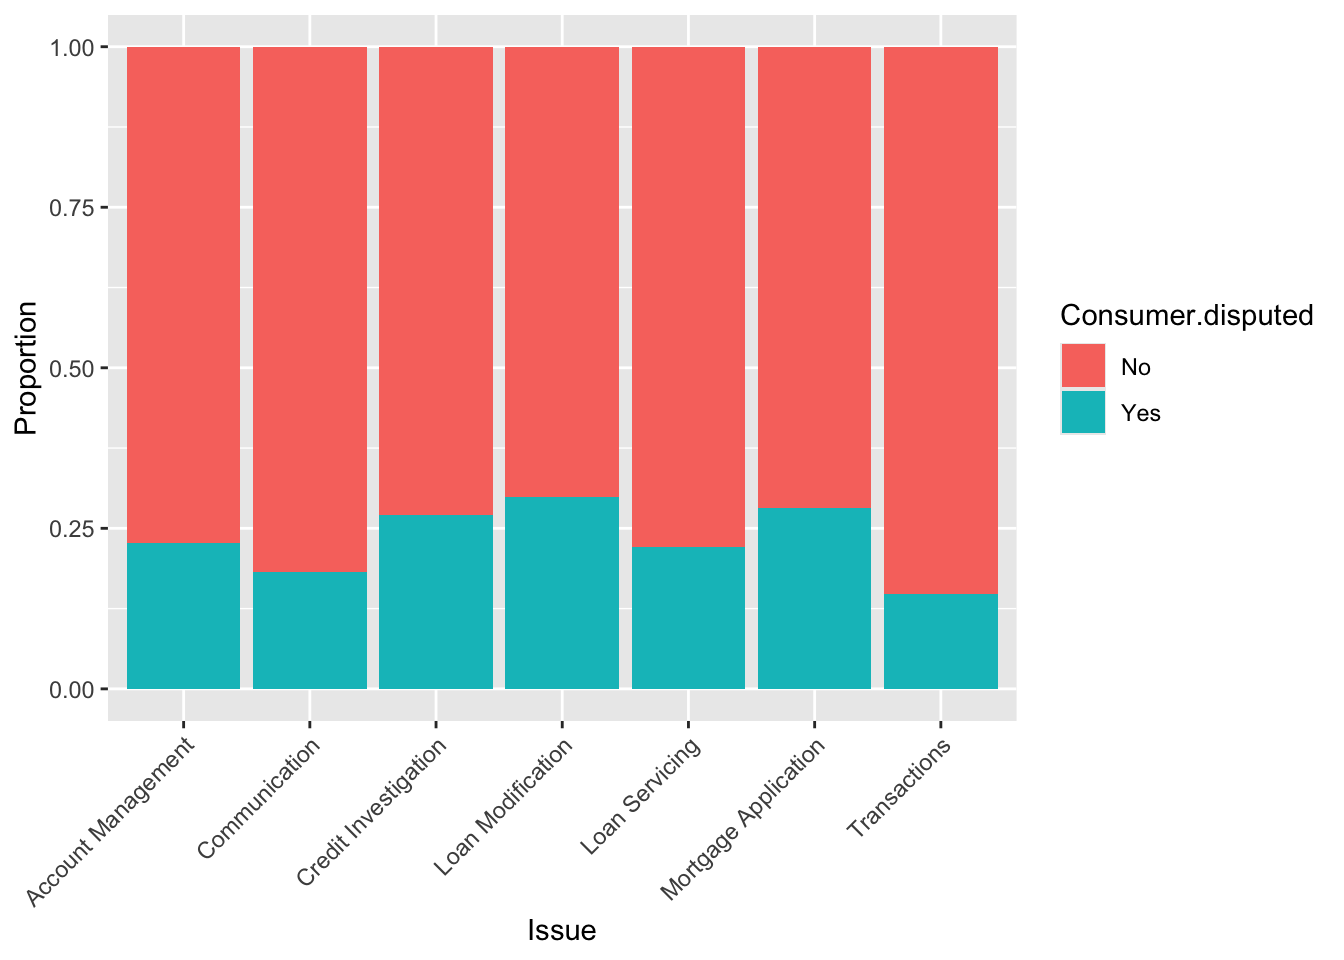 1.00
0.75
0.50
0.25
0.00
Proportion
Account Management
Communication
Credit Investigation
Loan Modification
Loan Servicing
Mortgage Application
Transactions
Issue
Consumer.disputed
No
Yes